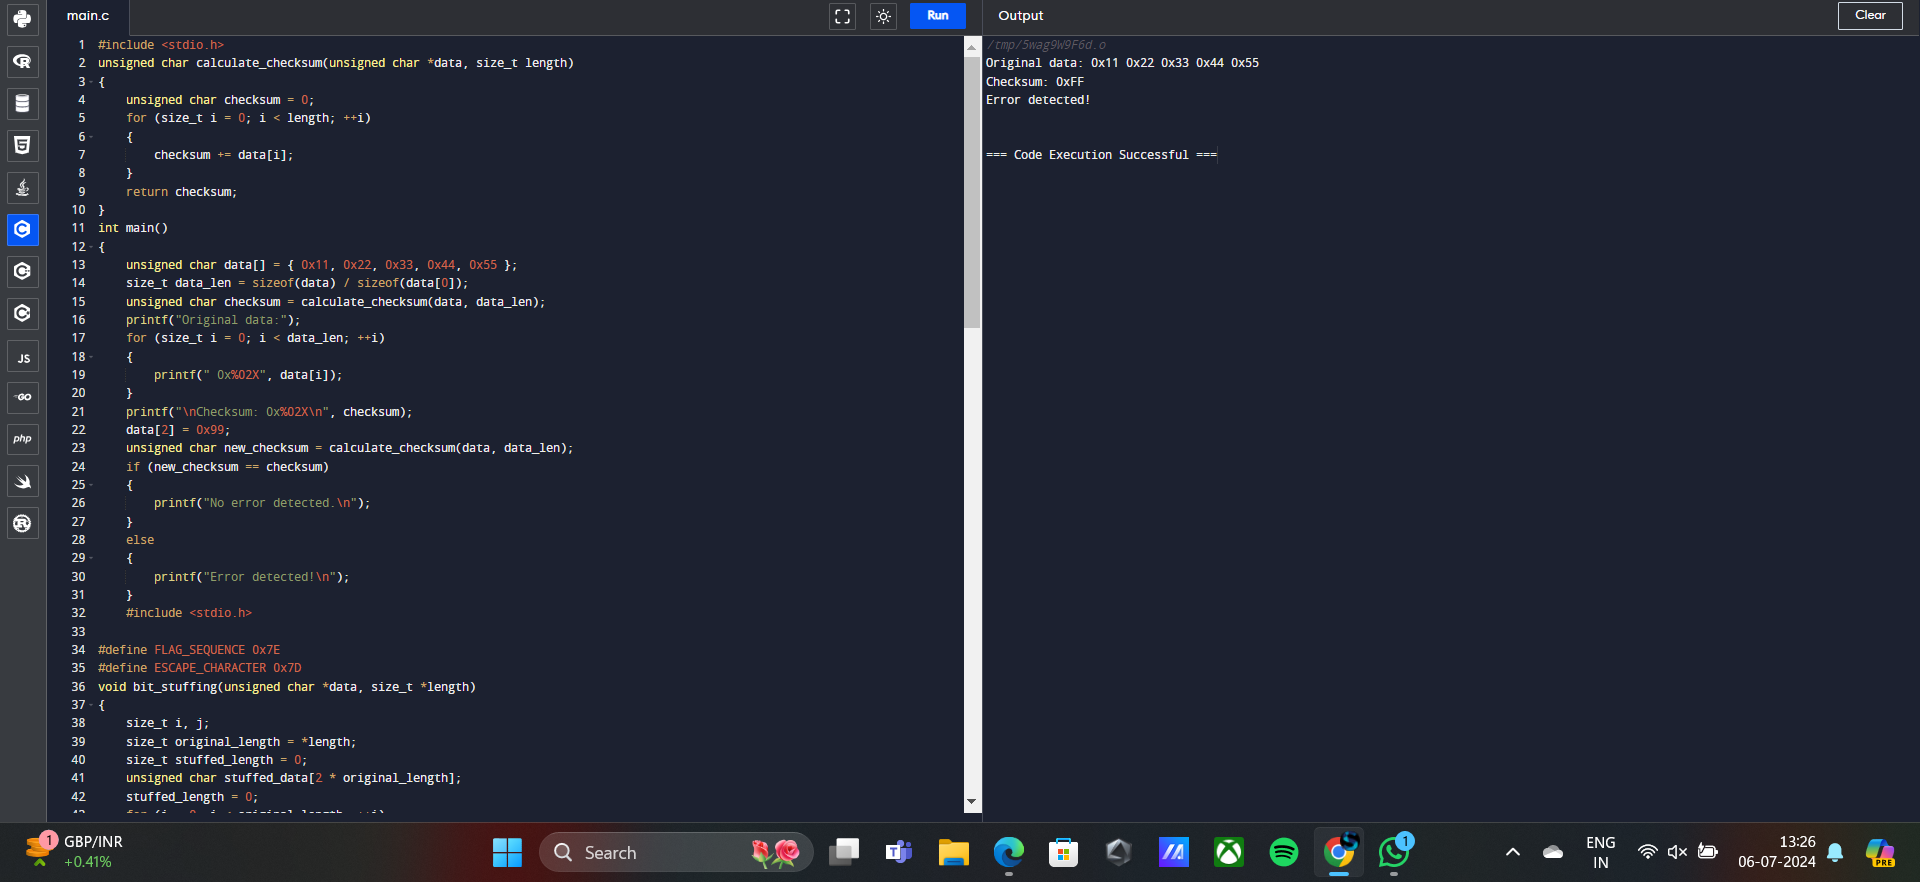 main.c
Run
Output
Clear
1 #include <stdio.h>
2 unsigned char calculate_checksum(unsigned char *data, size_t length)
3 {
4     unsigned char checksum = 0;
5     for (size_t i = 0; i < length; ++i)
6     {
7         checksum += data[i];
8     }
9     return checksum;
10 }
11 int main()
12 {
13     unsigned char data[] = { 0x11, 0x22, 0x33, 0x44, 0x55 };
14     size_t data_len = sizeof(data) / sizeof(data[0]);
15     unsigned char checksum = calculate_checksum(data, data_len);
16     printf("Original data:");
17     for (size_t i = 0; i < data_len; ++i)
18     {
19         printf(" 0x%02X", data[i]);
20     }
21     printf("\nChecksum: 0x%02X\n", checksum);
22     data[2] = 0x99;
23     unsigned char new_checksum = calculate_checksum(data, data_len);
24     if (new_checksum == checksum)
25     {
26         printf("No error detected.\n");
27     }
28     else
29     {
30         printf("Error detected!\n");
31     }
32     #include <stdio.h>
33
34 #define FLAG_SEQUENCE 0x7E
35 #define ESCAPE_CHARACTER 0x7D
36 void bit_stuffing(unsigned char *data, size_t *length)
37 {
38     size_t i, j;
39     size_t original_length = *length;
40     size_t stuffed_length = 0;
41     unsigned char stuffed_data[2 * original_length];
42     stuffed_length = 0;
/tmp/5wag9W9F6d.o
Original data: 0x11 0x22 0x33 0x44 0x55
Checksum: 0xFF
Error detected!
=== Code Execution Successful ===
JS
GO
php
1
GBP/INR
+0.41%
Search
1
ENG
IN
13:26
06-07-2024
PRE